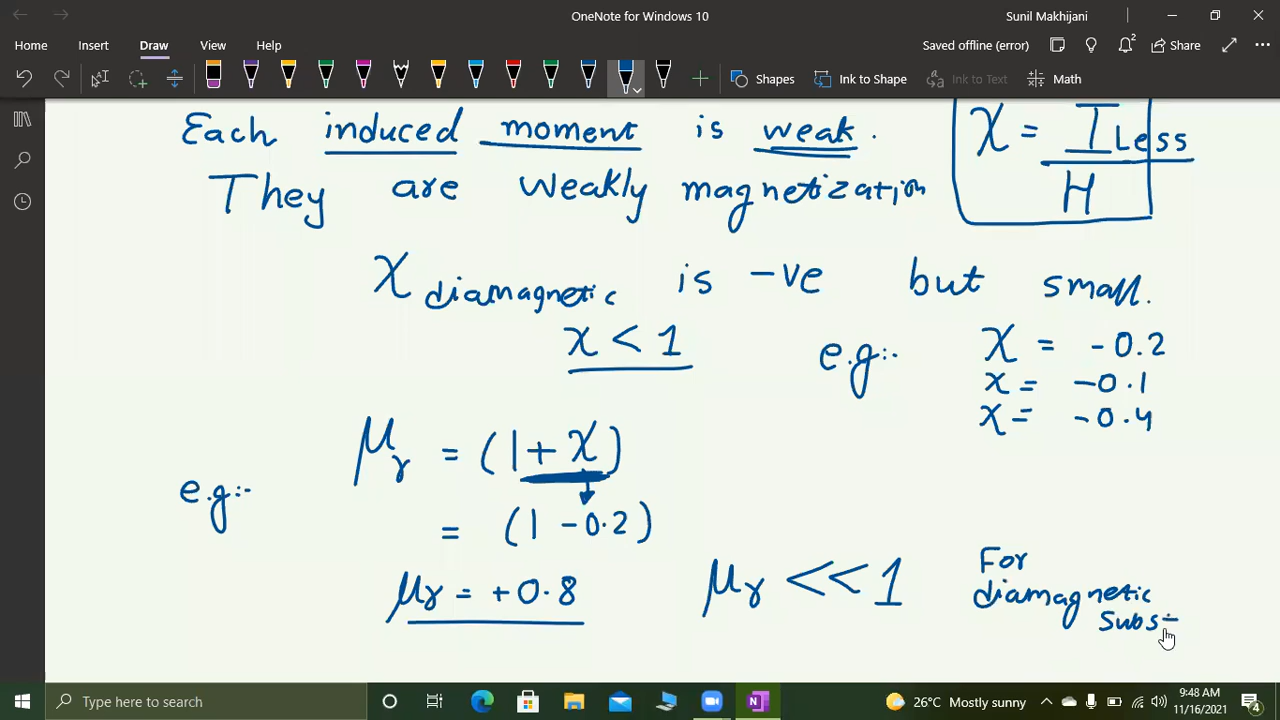 OneNote for Windows 10
Sunil Makhijani
Home Insert Draw View Help
Saved offline (error)
Share
Shapes
Ink to Shape
Ink to Text
Math
Each induced moment is weak.
They are weakly magnetization
χ = I Less / H
χ diamagnetic is -ve but small.
χ < 1
e.g:-
χ = -0.2
χ = -0.1
χ = -0.4
μr = (1 + χ)
e.g:-
= (1 - 0.2)
μr = +0.8
μr << 1
For
diamagnetic
Subs
Type here to search
26°C Mostly sunny
9:48 AM
11/16/2021
4